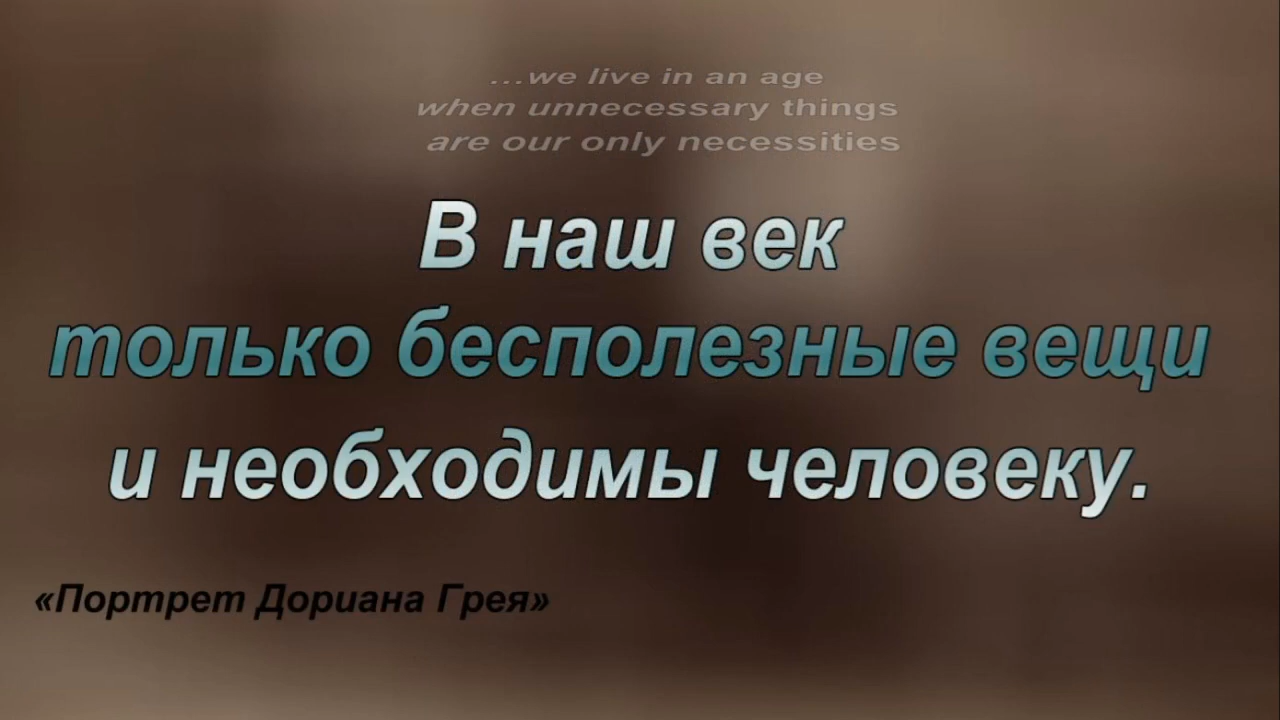 ...we live in an age
when unnecessary things
are our only necessities
В наш век
только бесполезные вещи
и необходимы человеку.
«Портрет Дориана Грея»